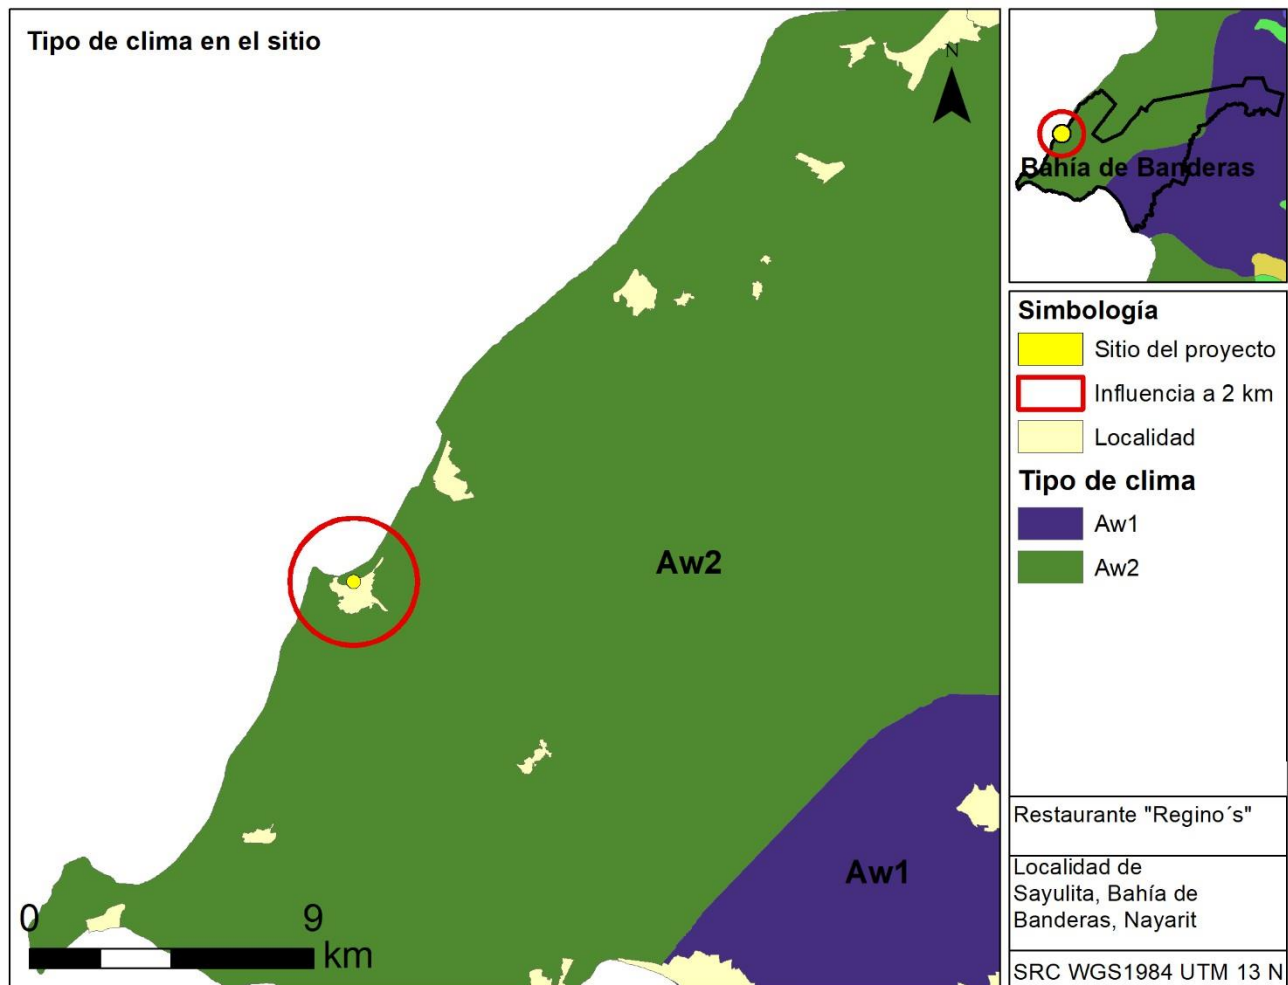 Tipo de clima en el sitio
N
Aw2
Aw1
0 9
km
Bahía de Banderas
Simbología
Sitio del proyecto
Influencia a 2 km
Localidad
Tipo de clima
Aw1
Aw2
Restaurante "Regino´s"
Localidad de
Sayulita, Bahía de
Banderas, Nayarit
SRC WGS1984 UTM 13 N